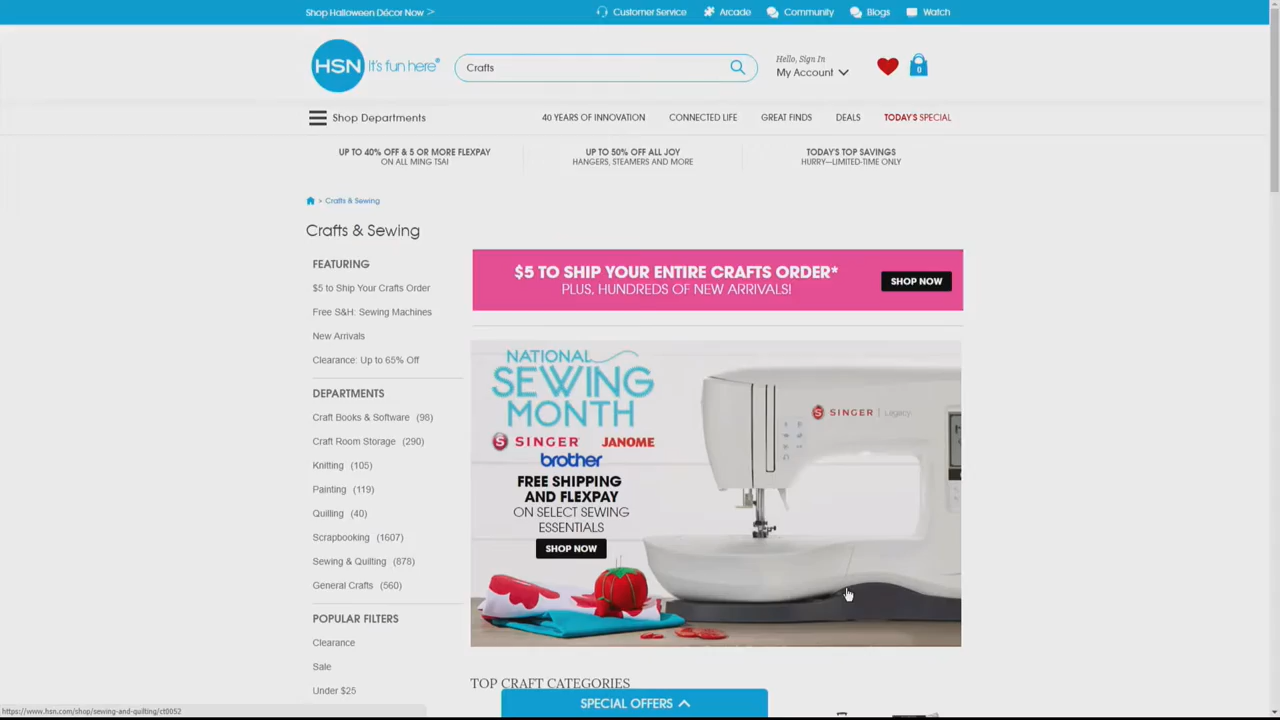 Shop Halloween Décor Now >
Customer Service
Arcade
Community
Blogs
Watch
HSN it's fun here®
Crafts
Hello, Sign In
My Account
0
Shop Departments
40 YEARS OF INNOVATION
CONNECTED LIFE
GREAT FINDS
DEALS
TODAY'S SPECIAL
UP TO 40% OFF & 5 OR MORE FLEXPAY
ON ALL MING TSAI
UP TO 50% OFF ALL JOY
HANGERS, STEAMERS AND MORE
TODAY'S TOP SAVINGS
HURRY—LIMITED-TIME ONLY
> Crafts & Sewing
Crafts & Sewing
FEATURING
$5 to Ship Your Crafts Order
Free S&H: Sewing Machines
New Arrivals
Clearance: Up to 65% Off
DEPARTMENTS
Craft Books & Software (98)
Craft Room Storage (290)
Knitting (105)
Painting (119)
Quilling (40)
Scrapbooking (1607)
Sewing & Quilting (878)
General Crafts (560)
POPULAR FILTERS
Clearance
Sale
Under $25
$5 TO SHIP YOUR ENTIRE CRAFTS ORDER*
PLUS, HUNDREDS OF NEW ARRIVALS!
SHOP NOW
NATIONAL
SEWING
MONTH
SINGER® JANOME
brother
FREE SHIPPING
AND FLEXPAY
ON SELECT SEWING
ESSENTIALS
SHOP NOW
SINGER | Legacy
TOP CRAFT CATEGORIES
SPECIAL OFFERS
https://www.hsn.com/shop/sewing-and-quilting/ct0052